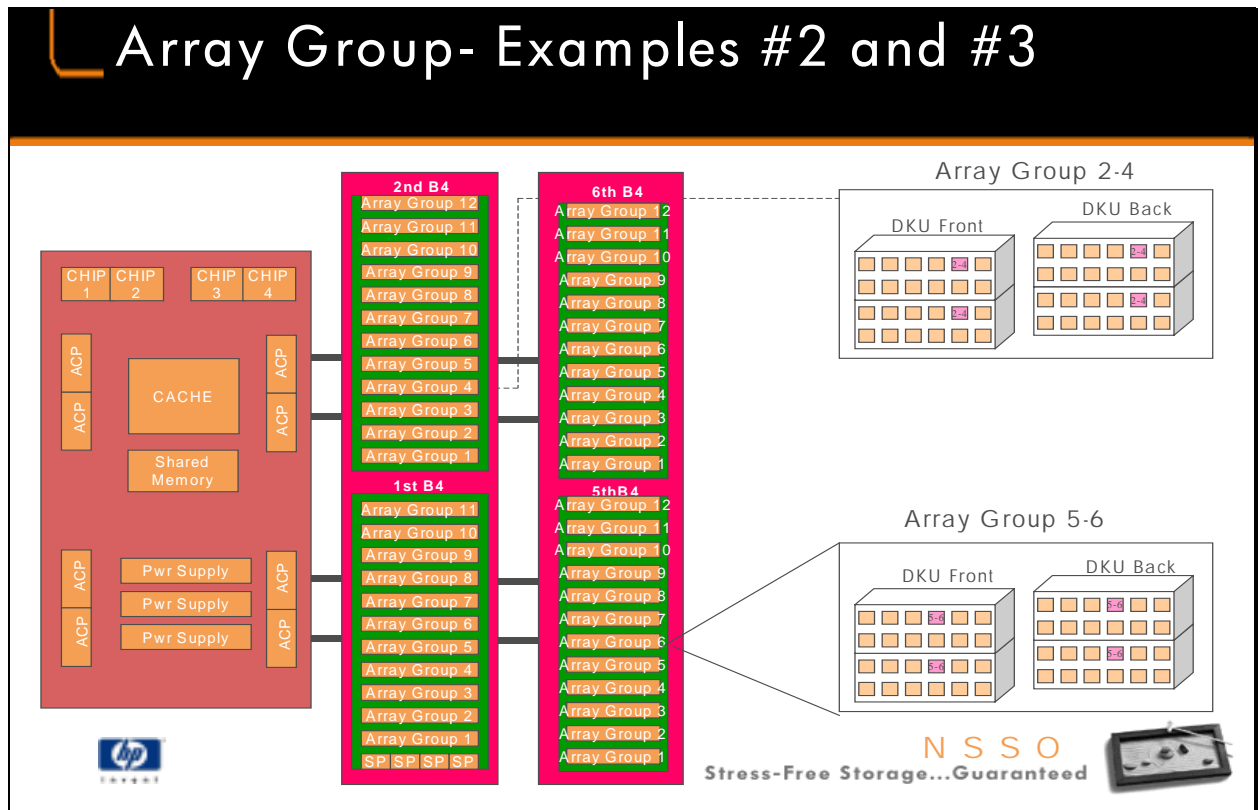 Array Group- Examples #2 and #3
CHIP 1
CHIP 2
CHIP 3
CHIP 4
ACP
ACP
CACHE
ACP
ACP
Shared Memory
ACP
ACP
Pwr Supply
Pwr Supply
Pwr Supply
ACP
ACP
2nd B4
Array Group 12
Array Group 11
Array Group 10
Array Group 9
Array Group 8
Array Group 7
Array Group 6
Array Group 5
Array Group 4
Array Group 3
Array Group 2
Array Group 1
1st B4
Array Group 11
Array Group 10
Array Group 9
Array Group 8
Array Group 7
Array Group 6
Array Group 5
Array Group 4
Array Group 3
Array Group 2
Array Group 1
SP SP SP SP
6th B4
Array Group 12
Array Group 11
Array Group 10
Array Group 9
Array Group 8
Array Group 7
Array Group 6
Array Group 5
Array Group 4
Array Group 3
Array Group 2
Array Group 1
5thB4
Array Group 12
Array Group 11
Array Group 10
Array Group 9
Array Group 8
Array Group 7
Array Group 6
Array Group 5
Array Group 4
Array Group 3
Array Group 2
Array Group 1
Array Group 2-4
DKU Front
DKU Back
2-4
2-4
2-4
2-4
Array Group 5-6
DKU Front
DKU Back
5-6
5-6
5-6
5-6
hp
invent
NSSO
Stress-Free Storage...Guaranteed